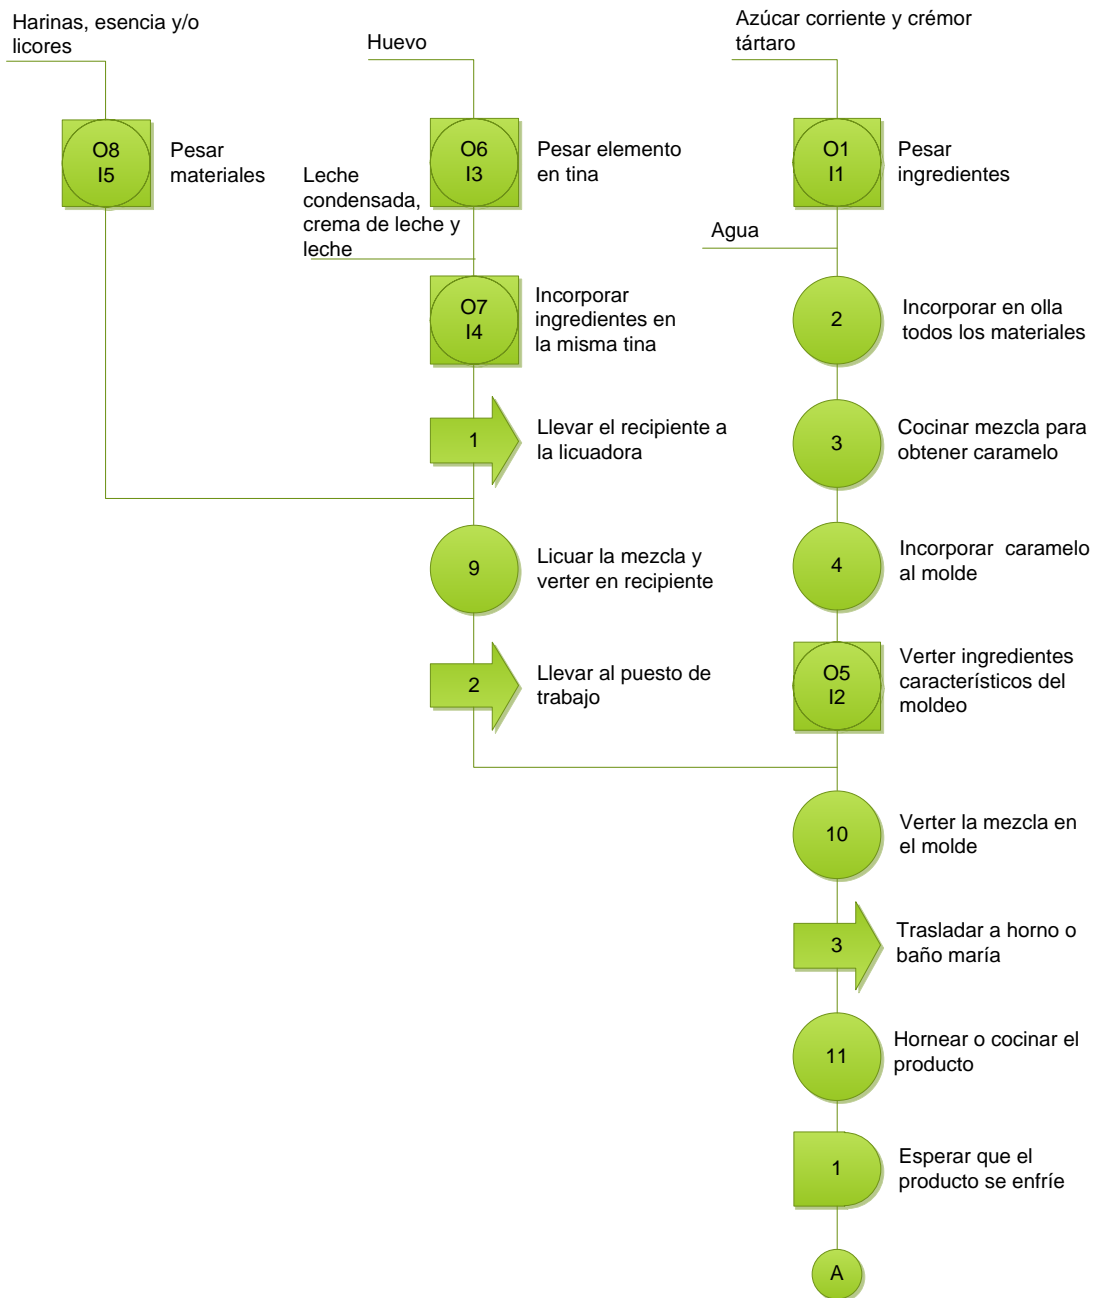 Harinas, esencia y/o
licores
Huevo
Azúcar corriente y crémor
tártaro
O8
I5
Pesar
materiales
O6
I3
Pesar elemento
en tina
O1
I1
Pesar
ingredientes
Leche
condensada,
crema de leche y
leche
Agua
O7
I4
Incorporar
ingredientes en
la misma tina
2
Incorporar en olla
todos los materiales
1
Llevar el recipiente a
la licuadora
3
Cocinar mezcla para
obtener caramelo
9
Licuar la mezcla y
verter en recipiente
4
Incorporar caramelo
al molde
2
Llevar al puesto de
trabajo
O5
I2
Verter ingredientes
característicos del
moldeo
10
Verter la mezcla en
el molde
3
Trasladar a horno o
baño maría
11
Hornear o cocinar el
producto
1
Esperar que el
producto se enfríe
A